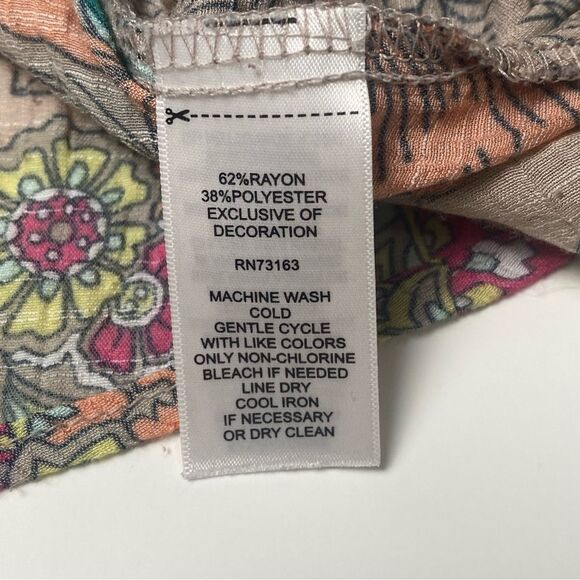 62%RAYON
38%POLYESTER
EXCLUSIVE OF
DECORATION
RN73163
MACHINE WASH
COLD
GENTLE CYCLE
WITH LIKE COLORS
ONLY NON-CHLORINE
BLEACH IF NEEDED
LINE DRY
COOL IRON
IF NECESSARY
OR DRY CLEAN